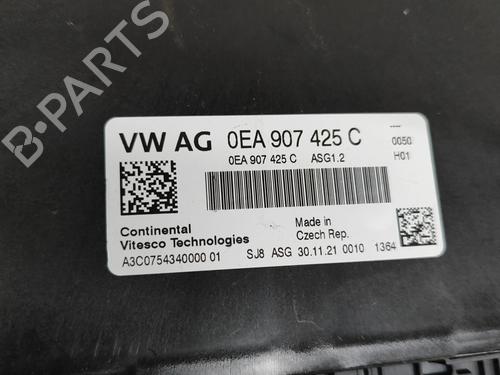 VW AG 0EA 907 425 C
0050
0EA 907 425 C ASG1.2 H01
Continental
Vitesco Technologies
Made in
Czech Rep.
A3C0754340000 01 SJ8 ASG 30.11.21 0010 1364